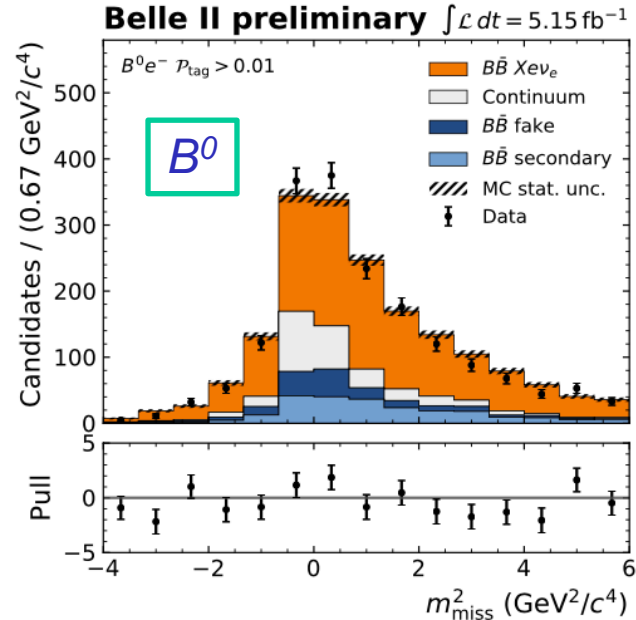 Belle II preliminary ∫ℒ dt = 5.15 fb⁻¹
B⁰e⁻ 𝒫tag > 0.01
B⁰
BB̄ Xeνₑ
Continuum
BB̄ fake
BB̄ secondary
MC stat. unc.
Data
Candidates / (0.67 GeV²/c⁴)
500
400
300
200
100
0
Pull
5
0
−5
−4 −2 0 2 4 6
m²miss (GeV²/c⁴)